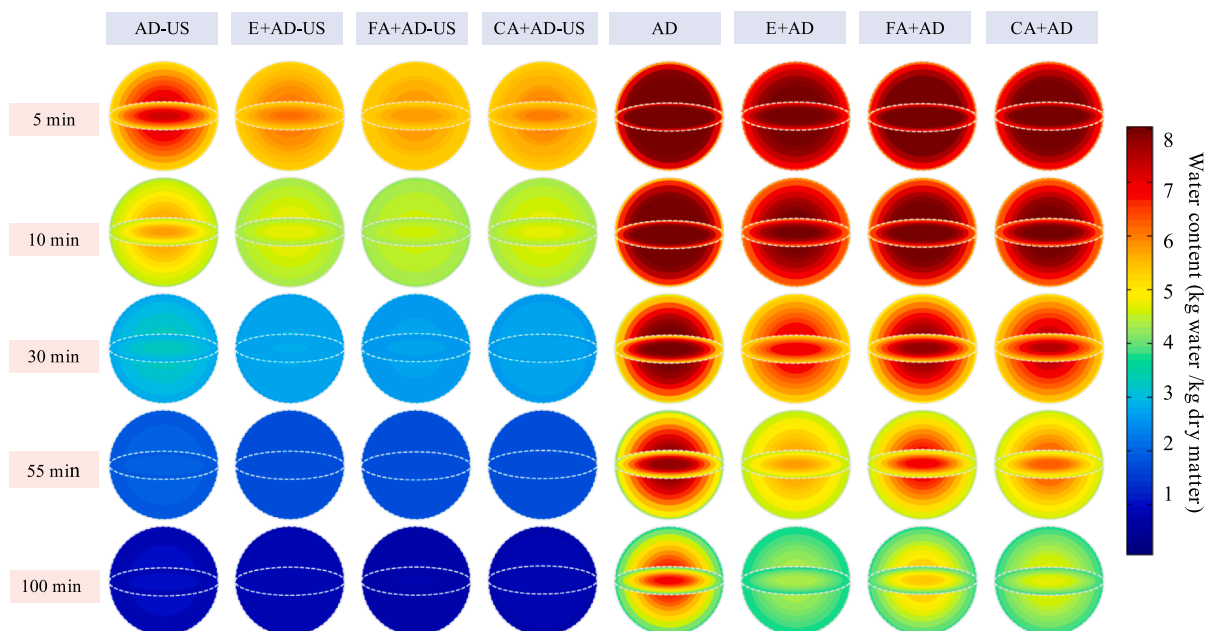 AD-US E+AD-US FA+AD-US CA+AD-US AD E+AD FA+AD CA+AD
5 min
10 min
30 min
55 min
100 min
8
7
6
5
4
3
2
1
Water content (kg water /kg dry matter)